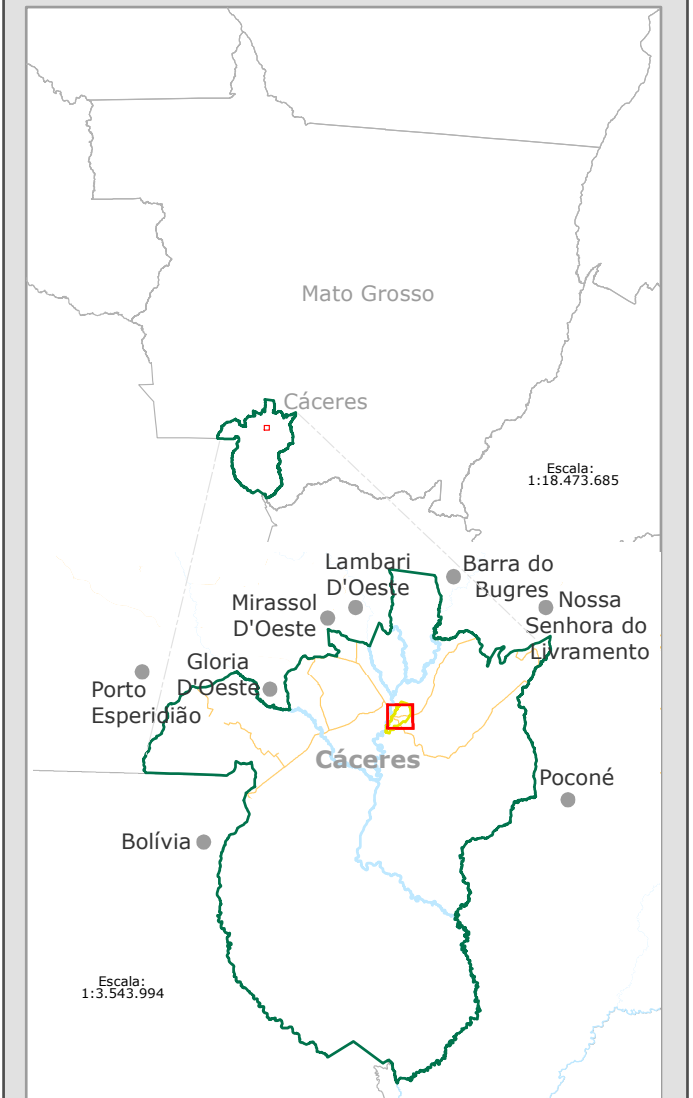 Mato Grosso
Cáceres
Escala:
1:18.473.685
Lambari
D'Oeste
Barra do
Bugres
Mirassol
D'Oeste
Nossa
Senhora do
Livramento
Gloria
D'Oeste
Porto
Esperidião
Cáceres
Poconé
Bolívia
Escala:
1:3.543.994